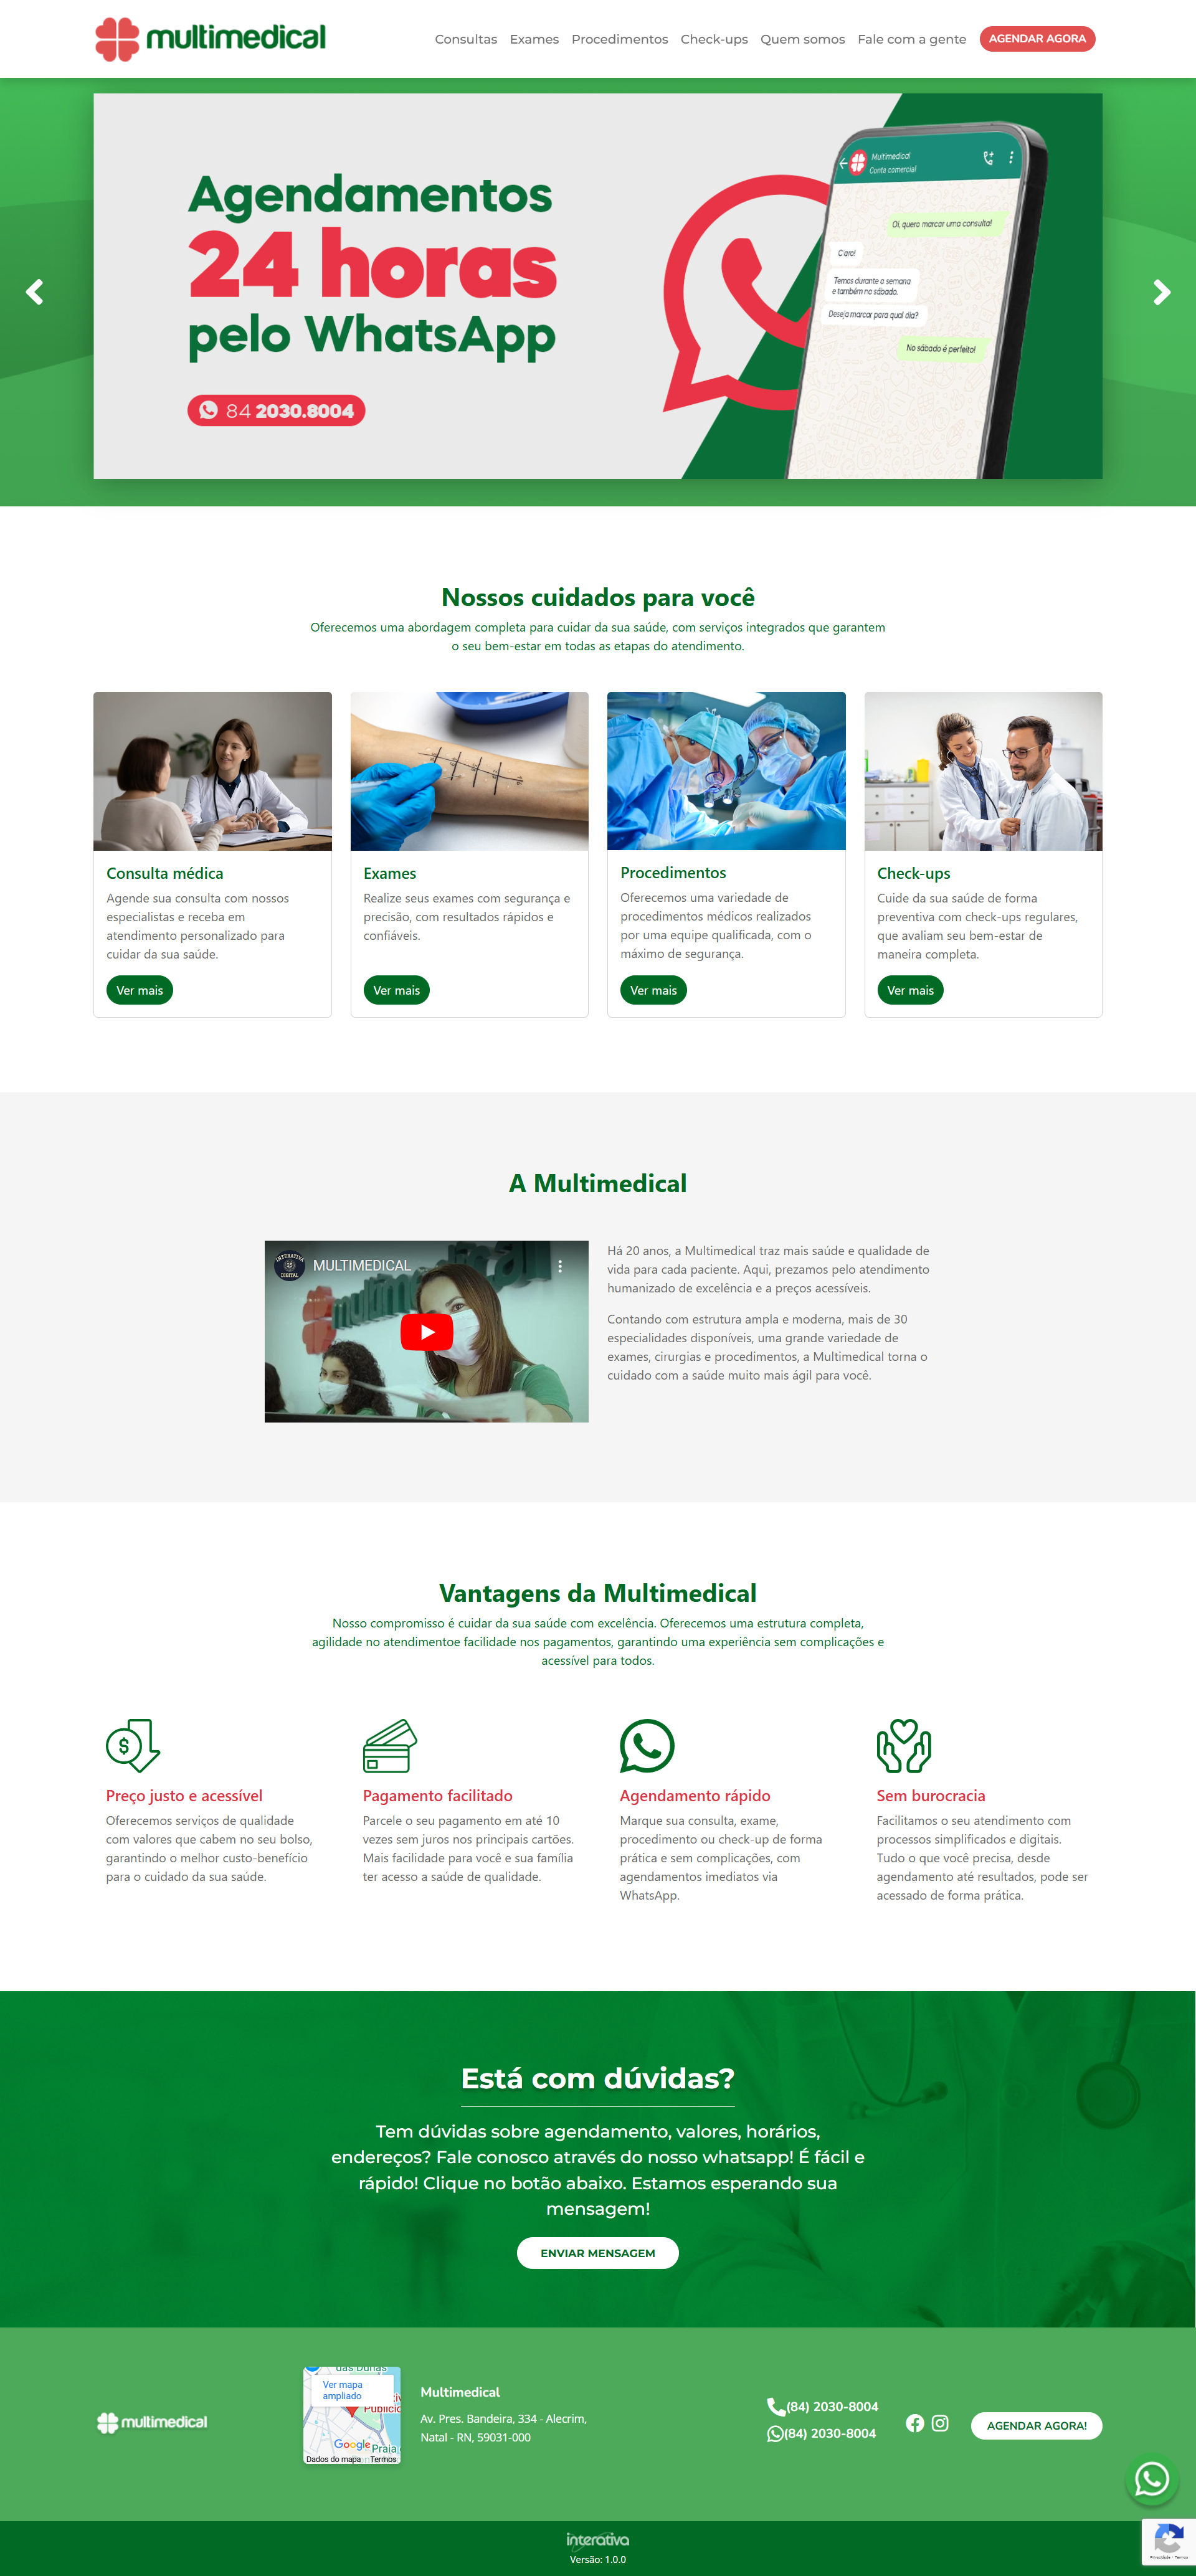 multimedical
Consultas Exames Procedimentos Check-ups Quem somos Fale com a gente AGENDAR AGORA
Agendamentos
24 horas
pelo WhatsApp
84 2030.8004
Multimedical
Conta comercial
Oi, quero marcar uma consulta!
Claro!
Temos durante a semana
e também no sábado.
Deseja marcar para qual dia?
No sábado é perfeito!
Nossos cuidados para você
Oferecemos uma abordagem completa para cuidar da sua saúde, com serviços integrados que garantem
o seu bem-estar em todas as etapas do atendimento.
Consulta médica
Agende sua consulta com nossos
especialistas e receba em
atendimento personalizado para
cuidar da sua saúde.
Ver mais
Exames
Realize seus exames com segurança e
precisão, com resultados rápidos e
confiáveis.
Ver mais
Procedimentos
Oferecemos uma variedade de
procedimentos médicos realizados
por uma equipe qualificada, com o
máximo de segurança.
Ver mais
Check-ups
Cuide da sua saúde de forma
preventiva com check-ups regulares,
que avaliam seu bem-estar de
maneira completa.
Ver mais
A Multimedical
INTERATIVA
DIGITAL
MULTIMEDICAL
Há 20 anos, a Multimedical traz mais saúde e qualidade de
vida para cada paciente. Aqui, prezamos pelo atendimento
humanizado de excelência e a preços acessíveis.
Contando com estrutura ampla e moderna, mais de 30
especialidades disponíveis, uma grande variedade de
exames, cirurgias e procedimentos, a Multimedical torna o
cuidado com a saúde muito mais ágil para você.
Vantagens da Multimedical
Nosso compromisso é cuidar da sua saúde com excelência. Oferecemos uma estrutura completa,
agilidade no atendimentoe facilidade nos pagamentos, garantindo uma experiência sem complicações e
acessível para todos.
Preço justo e acessível
Oferecemos serviços de qualidade
com valores que cabem no seu bolso,
garantindo o melhor custo-benefício
para o cuidado da sua saúde.
Pagamento facilitado
Parcele o seu pagamento em até 10
vezes sem juros nos principais cartões.
Mais facilidade para você e sua família
ter acesso a saúde de qualidade.
Agendamento rápido
Marque sua consulta, exame,
procedimento ou check-up de forma
prática e sem complicações, com
agendamentos imediatos via
WhatsApp.
Sem burocracia
Facilitamos o seu atendimento com
processos simplificados e digitais.
Tudo o que você precisa, desde
agendamento até resultados, pode ser
acessado de forma prática.
Está com dúvidas?
Tem dúvidas sobre agendamento, valores, horários,
endereços? Fale conosco através do nosso whatsapp! É fácil e
rápido! Clique no botão abaixo. Estamos esperando sua
mensagem!
ENVIAR MENSAGEM
multimedical
das Dunas
Ver mapa
ampliado
Google
Praia
Dados do mapa Termos
Multimedical
Av. Pres. Bandeira, 334 - Alecrim,
Natal - RN, 59031-000
(84) 2030-8004
(84) 2030-8004
AGENDAR AGORA!
interativa
Versão: 1.0.0
Privacidade - Termos